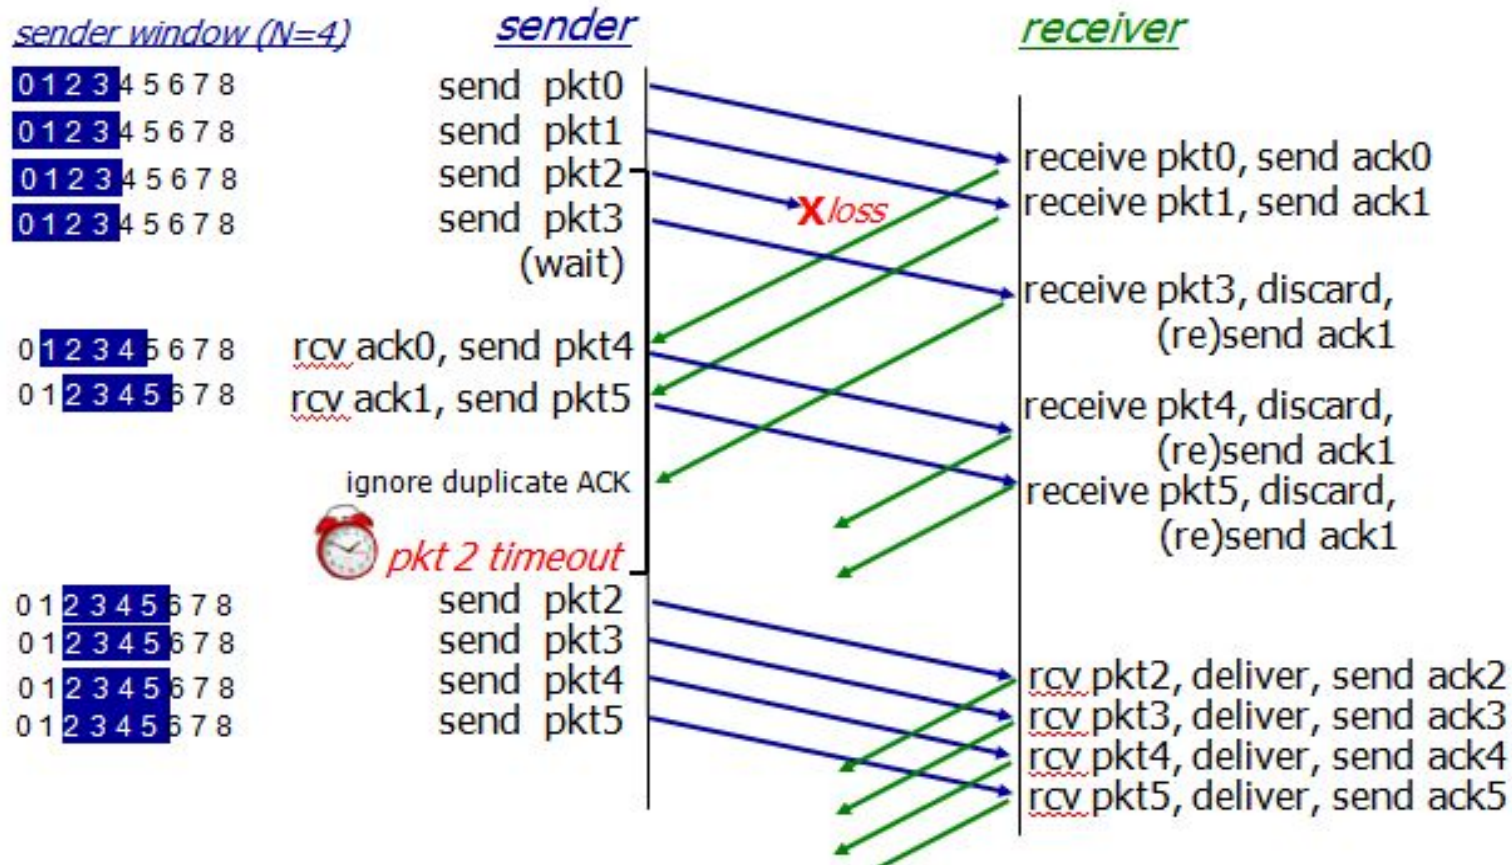 sender window (N=4)
sender
receiver
0 1 2 3 4 5 6 7 8
send pkt0
0 1 2 3 4 5 6 7 8
send pkt1
receive pkt0, send ack0
0 1 2 3 4 5 6 7 8
send pkt2
X loss
receive pkt1, send ack1
0 1 2 3 4 5 6 7 8
send pkt3
(wait)
receive pkt3, discard,
(re)send ack1
0 1 2 3 4 5 6 7 8
rcv ack0, send pkt4
0 1 2 3 4 5 6 7 8
rcv ack1, send pkt5
receive pkt4, discard,
(re)send ack1
ignore duplicate ACK
receive pkt5, discard,
(re)send ack1
pkt 2 timeout
0 1 2 3 4 5 6 7 8
send pkt2
0 1 2 3 4 5 6 7 8
send pkt3
0 1 2 3 4 5 6 7 8
send pkt4
0 1 2 3 4 5 6 7 8
send pkt5
rcv pkt2, deliver, send ack2
rcv pkt3, deliver, send ack3
rcv pkt4, deliver, send ack4
rcv pkt5, deliver, send ack5